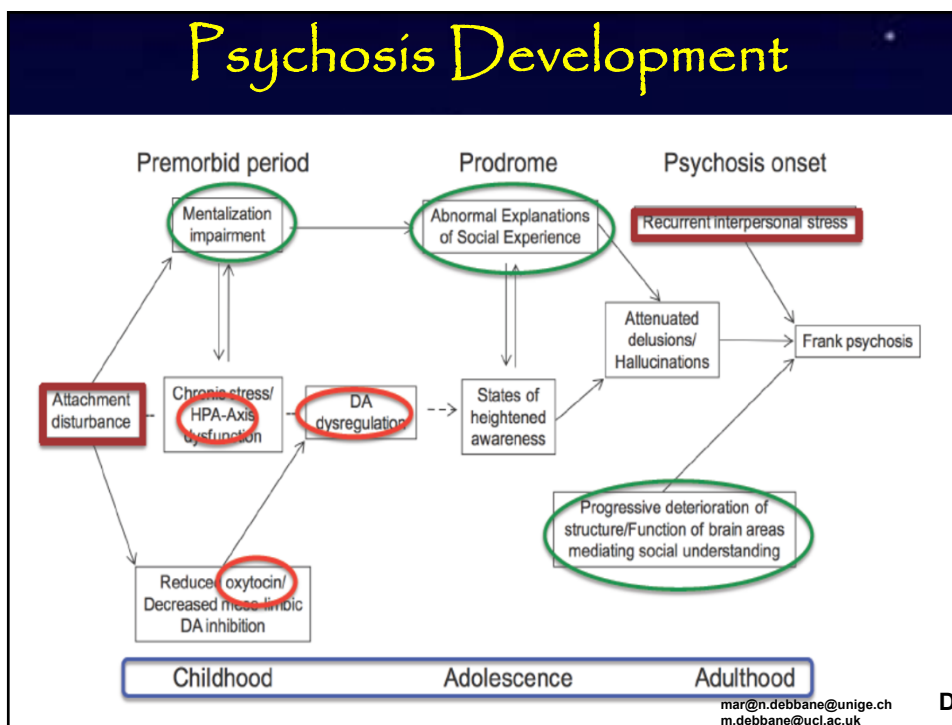 Psychosis Development
Premorbid period
Prodrome
Psychosis onset
Mentalization
impairment
Abnormal Explanations
of Social Experience
Recurrent interpersonal stress
Attenuated
delusions/
Hallucinations
Frank psychosis
Attachment
disturbance
Chronic stress/
HPA-Axis
dysfunction
DA
dysregulation
States of
heightened
awareness
Progressive deterioration of
structure/Function of brain areas
mediating social understanding
Reduced oxytocin/
Decreased meso-limbic
DA inhibition
Childhood
Adolescence
Adulthood
mar@n.debbane@unige.ch
m.debbane@ucl.ac.uk
D